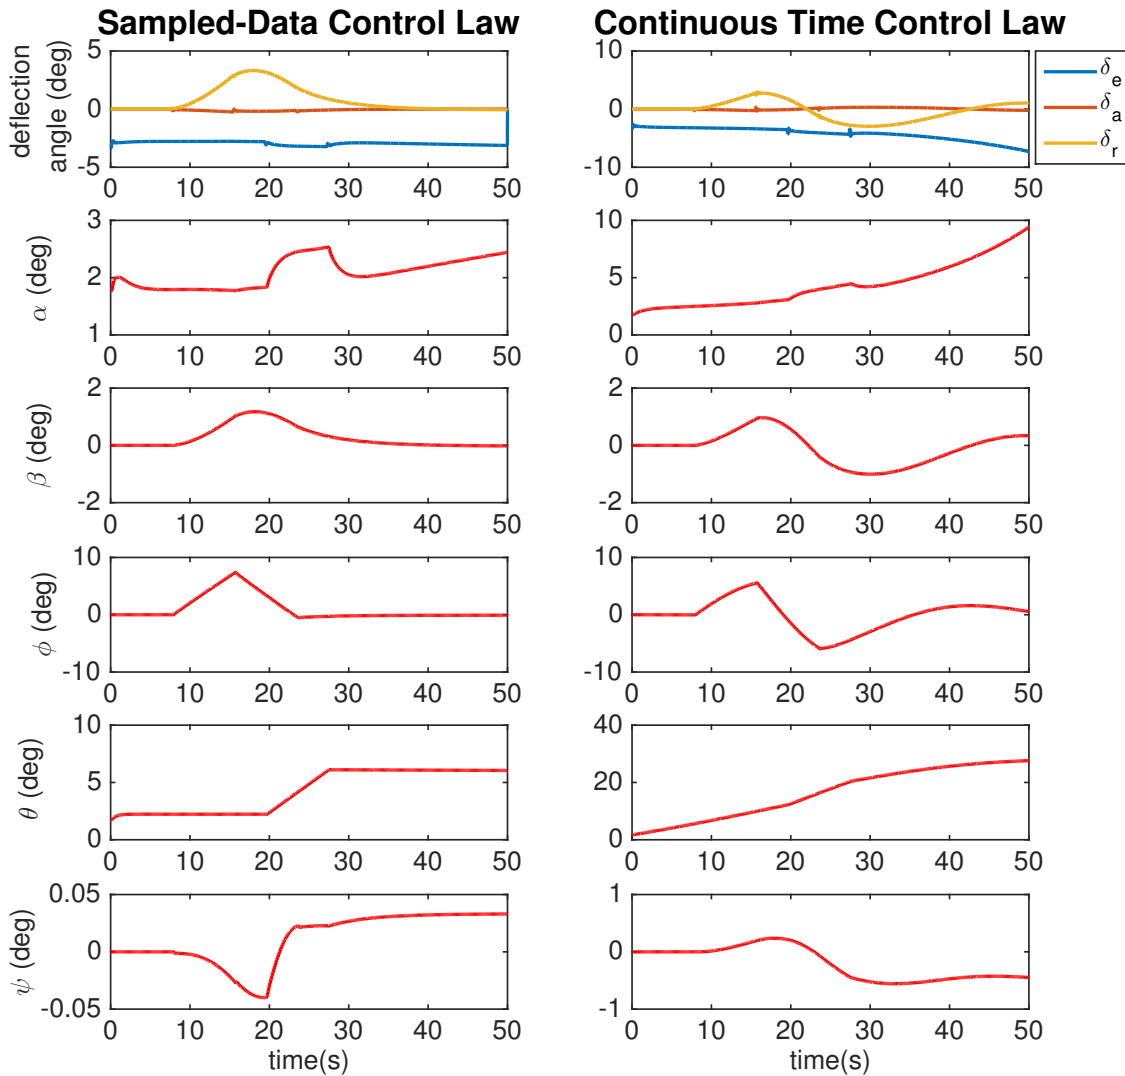 Sampled-Data Control Law
Continuous Time Control Law
deflection
angle (deg)
5
0
-5
0 10 20 30 40 50
10
0
-10
0 10 20 30 40 50
δe
δa
δr
α (deg)
3
2
1
0 10 20 30 40 50
10
5
0
0 10 20 30 40 50
β (deg)
2
0
-2
0 10 20 30 40 50
2
0
-2
0 10 20 30 40 50
ϕ (deg)
10
0
-10
0 10 20 30 40 50
10
0
-10
0 10 20 30 40 50
θ (deg)
10
5
0
0 10 20 30 40 50
40
20
0
0 10 20 30 40 50
ψ (deg)
0.05
0
-0.05
0 10 20 30 40 50
time(s)
1
0
-1
0 10 20 30 40 50
time(s)